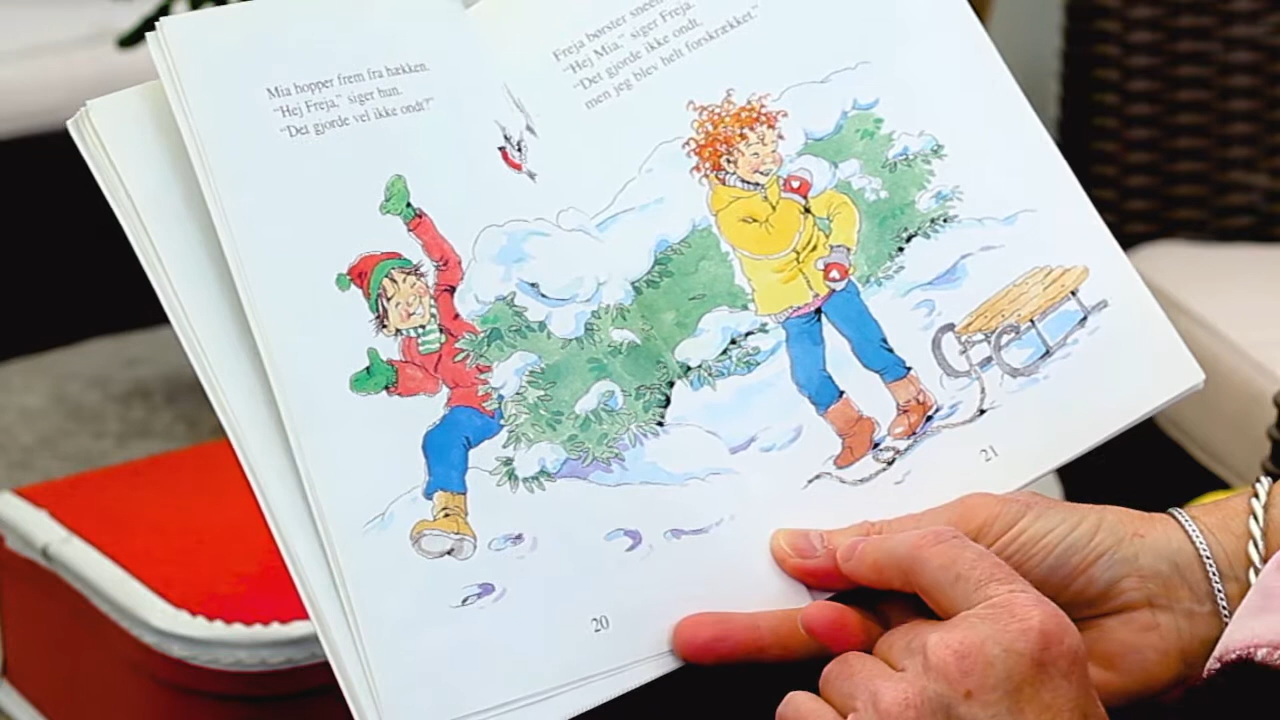 Mia hopper frem fra hækken.
“Hej Freja,” siger hun.
“Det gjorde vel ikke ondt?”
Freja børster sneen
“Hej Mia,” siger Freja.
“Det gjorde ikke ondt,
men jeg blev helt forskrækket.”
20
21